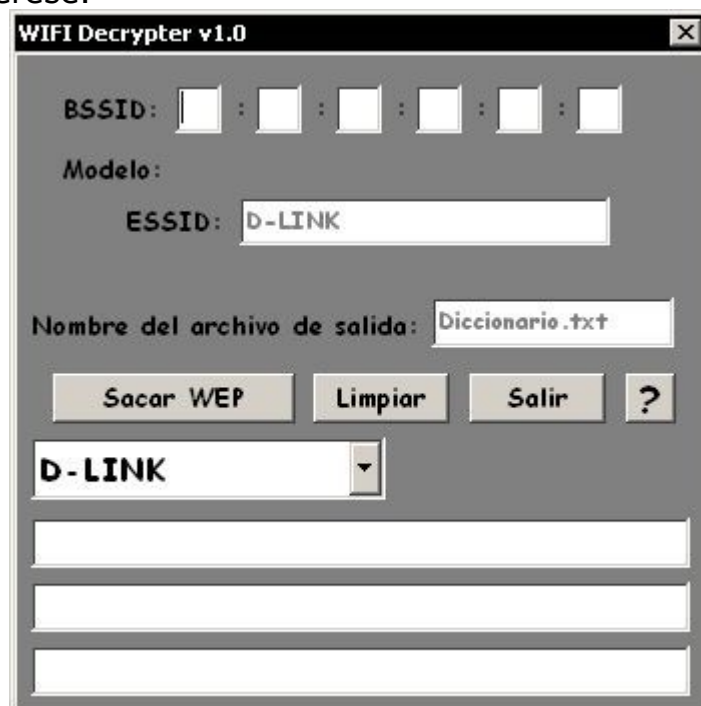 WIFI Decrypter v1.0
BSSID: : : : : :
Modelo:
ESSID: D-LINK
Nombre del archivo de salida: Diccionario.txt
Sacar WEP Limpiar Salir ?
D-LINK